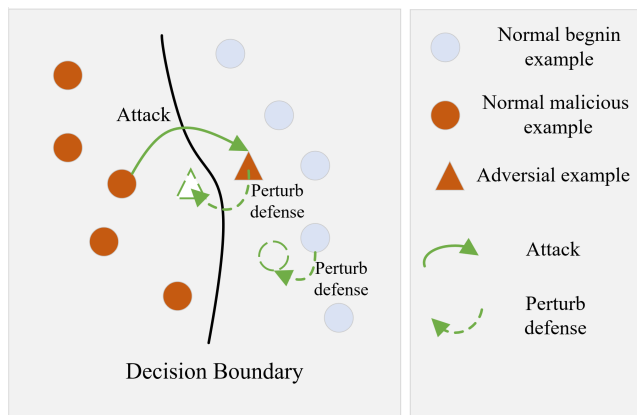 Attack
Perturb
defense
Perturb
defense
Decision Boundary
Normal begnin
example
Normal malicious
example
Adversial example
Attack
Perturb
defense